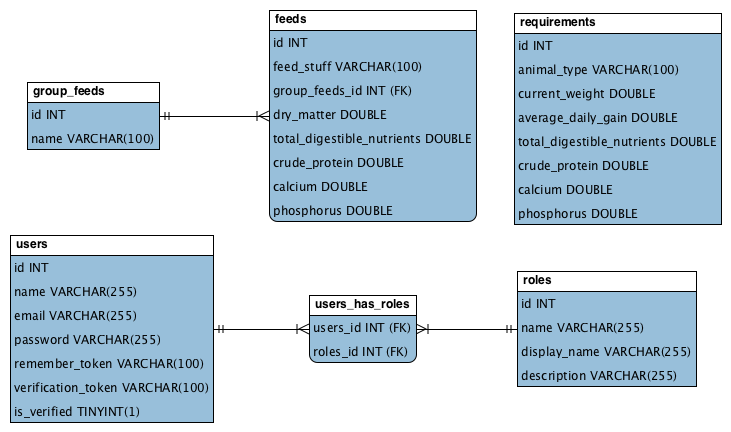 group_feeds
id INT
name VARCHAR(100)
feeds
id INT
feed_stuff VARCHAR(100)
group_feeds_id INT (FK)
dry_matter DOUBLE
total_digestible_nutrients DOUBLE
crude_protein DOUBLE
calcium DOUBLE
phosphorus DOUBLE
requirements
id INT
animal_type VARCHAR(100)
current_weight DOUBLE
average_daily_gain DOUBLE
total_digestible_nutrients DOUBLE
crude_protein DOUBLE
calcium DOUBLE
phosphorus DOUBLE
users
id INT
name VARCHAR(255)
email VARCHAR(255)
password VARCHAR(255)
remember_token VARCHAR(100)
verification_token VARCHAR(100)
is_verified TINYINT(1)
users_has_roles
users_id INT (FK)
roles_id INT (FK)
roles
id INT
name VARCHAR(255)
display_name VARCHAR(255)
description VARCHAR(255)